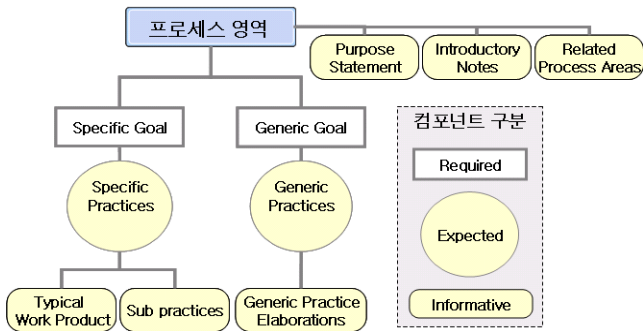 프로세스 영역
Purpose
Statement
Introductory
Notes
Related
Process Areas
Specific Goal
Generic Goal
컴포넌트 구분
Required
Specific
Practices
Generic
Practices
Expected
Typical
Work Product
Sub practices
Generic Practice
Elaborations
Informative